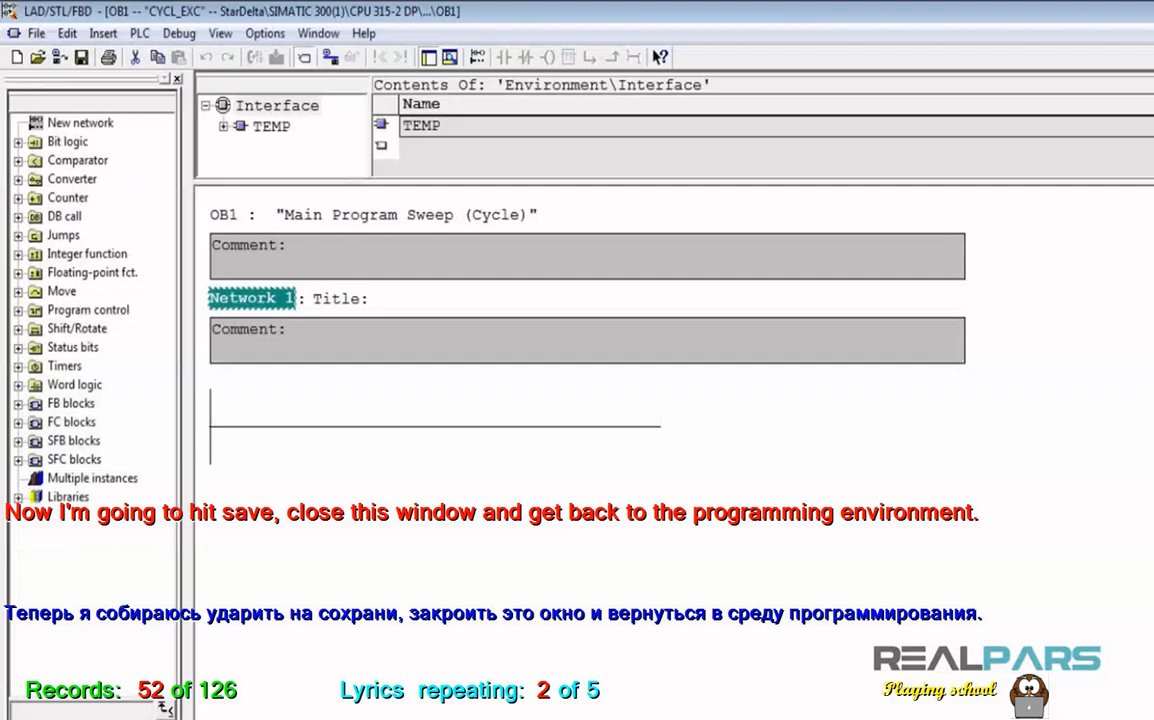 LAD/STL/FBD - [OB1 -- "CYCL_EXC" -- StarDelta\SIMATIC 300(1)\CPU 315-2 DP\...\OB1]
File Edit Insert PLC Debug View Options Window Help
Contents Of: 'Environment\Interface'
Interface
TEMP
Name
TEMP
New network
Bit logic
Comparator
Converter
Counter
DB call
Jumps
Integer function
Floating-point fct.
Move
Program control
Shift/Rotate
Status bits
Timers
Word logic
FB blocks
FC blocks
SFB blocks
SFC blocks
Multiple instances
Libraries
OB1 : "Main Program Sweep (Cycle)"
Comment:
Network 1: Title:
Comment:
Now I'm going to hit save, close this window and get back to the programming environment.
Теперь я собираюсь ударить на сохрани, закроить это окно и вернуться в среду программирования.
Records: 52 of 126
Lyrics repeating: 2 of 5
REALPARS
Playing school